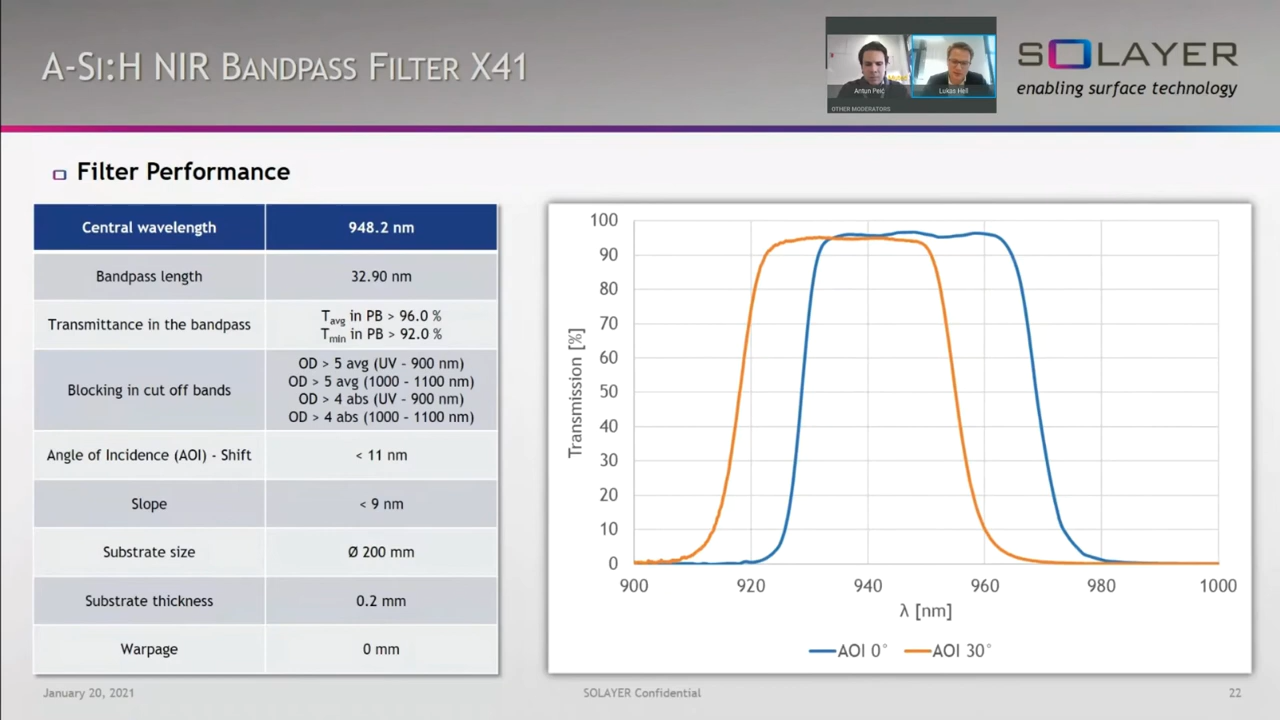 A-Si:H NIR Bandpass Filter X41
Antun Peić
Lukas Hell
OTHER MODERATORS
SOLAYER
enabling surface technology
Filter Performance
Central wavelength 948.2 nm
Bandpass length 32.90 nm
Transmittance in the bandpass
Tavg in PB > 96.0 %
Tmin in PB > 92.0 %
Blocking in cut off bands
OD > 5 avg (UV - 900 nm)
OD > 5 avg (1000 - 1100 nm)
OD > 4 abs (UV - 900 nm)
OD > 4 abs (1000 - 1100 nm)
Angle of Incidence (AOI) - Shift < 11 nm
Slope < 9 nm
Substrate size Ø 200 mm
Substrate thickness 0.2 mm
Warpage 0 mm
Transmission [%]
100
90
80
70
60
50
40
30
20
10
0
900 920 940 960 980 1000
λ [nm]
AOI 0° AOI 30°
January 20, 2021
SOLAYER Confidential
22